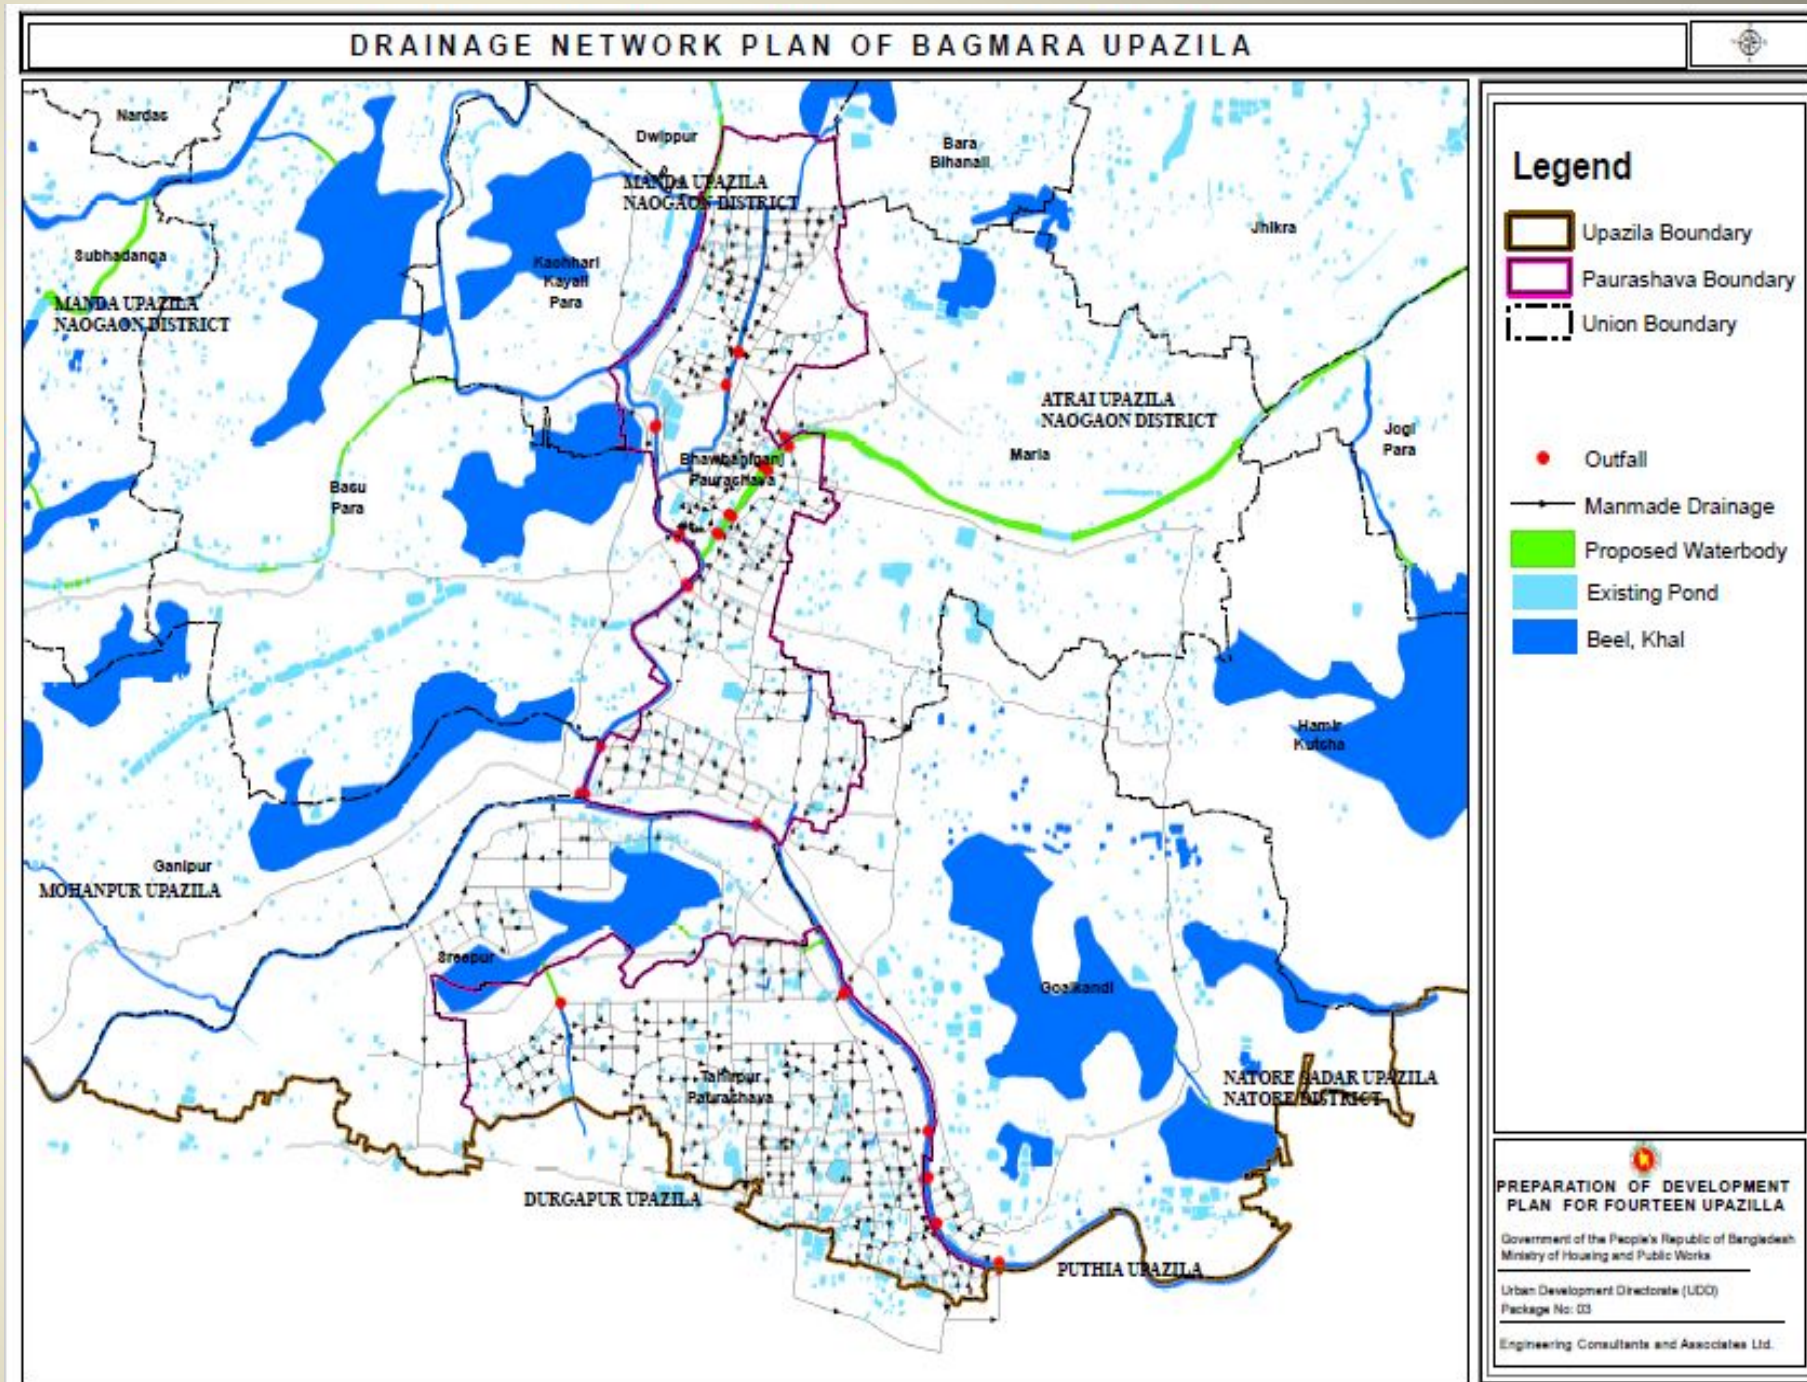 DRAINAGE NETWORK PLAN OF BAGMARA UPAZILA
Nardas
Dwippur
Bara
Bihanali
MANDA UPAZILA
NAOGAON DISTRICT
Jhikra
Subhadanga
Kachhari
Kayali
Para
MANDA UPAZILA
NAOGAON DISTRICT
ATRAI UPAZILA
NAOGAON DISTRICT
Jogi
Para
Maria
Bhawbaniganj
Paurashava
Basu
Para
Hamir
Kutcha
Ganipur
MOHANPUR UPAZILA
Sreepur
Goalkandi
Tahirpur
Paurashava
NATORE SADAR UPAZILA
NATORE DISTRICT
DURGAPUR UPAZILA
PUTHIA UPAZILA
Legend
Upazila Boundary
Paurashava Boundary
Union Boundary
Outfall
Manmade Drainage
Proposed Waterbody
Existing Pond
Beel, Khal
PREPARATION OF DEVELOPMENT
PLAN FOR FOURTEEN UPAZILLA
Government of the People's Republic of Bangladesh
Ministry of Housing and Public Works
Urban Development Directorate (UDD)
Package No: 03
Engineering Consultants and Associates Ltd.